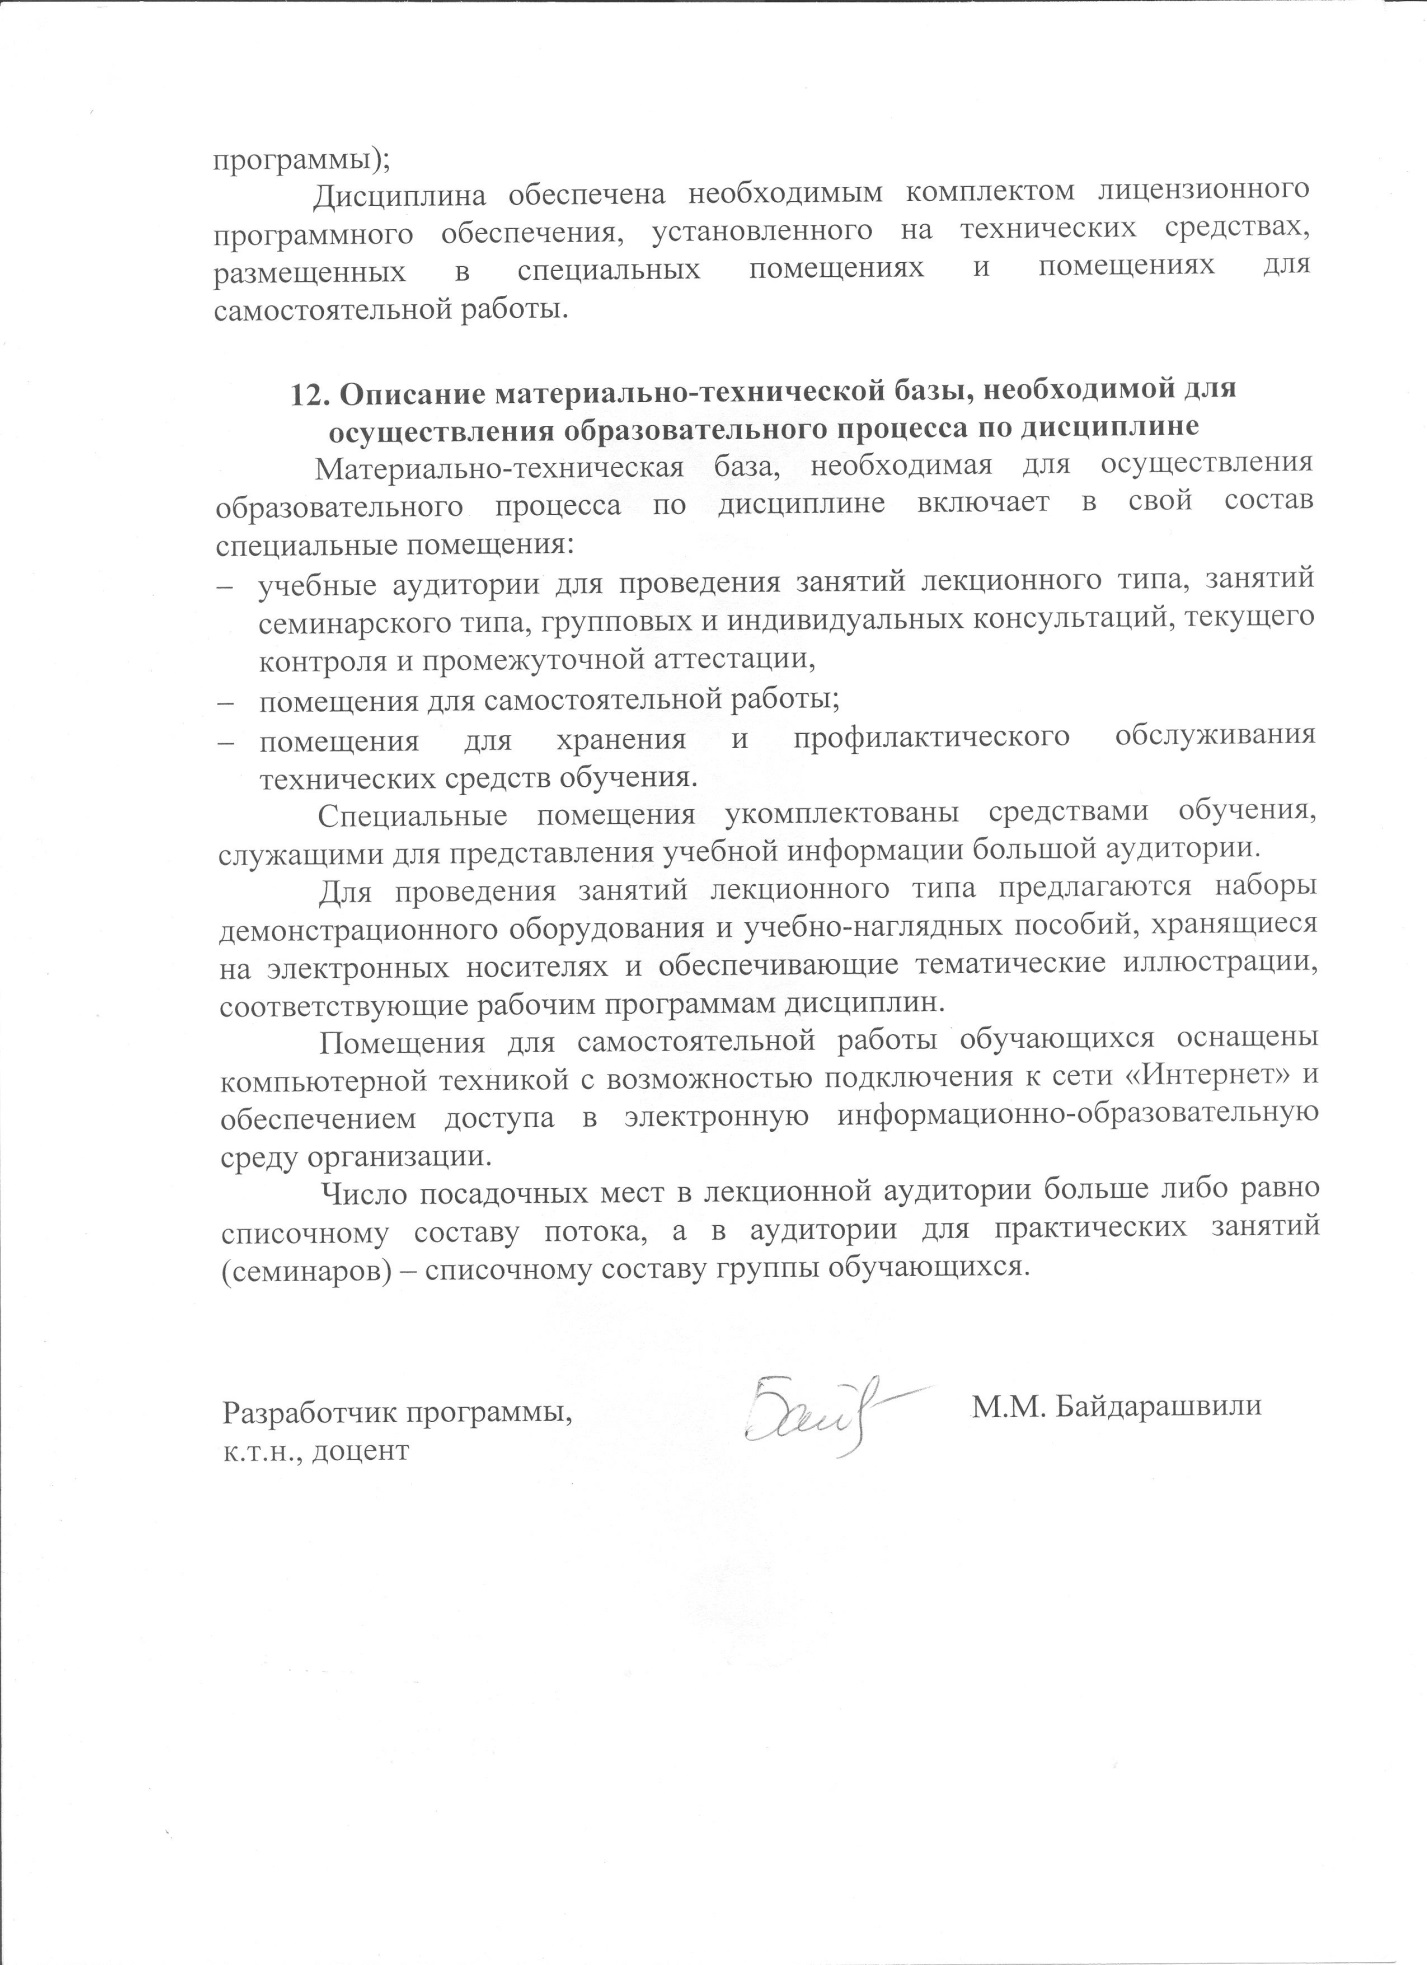 программы);
Дисциплина обеспечена необходимым комплектом лицензионного
программного обеспечения, установленного на технических средствах,
размещенных в специальных помещениях и помещениях для
самостоятельной работы.
12. Описание материально-технической базы, необходимой для
осуществления образовательного процесса по дисциплине
Материально-техническая база, необходимая для осуществления
образовательного процесса по дисциплине включает в свой состав
специальные помещения:
– учебные аудитории для проведения занятий лекционного типа, занятий
семинарского типа, групповых и индивидуальных консультаций, текущего
контроля и промежуточной аттестации,
– помещения для самостоятельной работы;
– помещения для хранения и профилактического обслуживания
технических средств обучения.
Специальные помещения укомплектованы средствами обучения,
служащими для представления учебной информации большой аудитории.
Для проведения занятий лекционного типа предлагаются наборы
демонстрационного оборудования и учебно-наглядных пособий, хранящиеся
на электронных носителях и обеспечивающие тематические иллюстрации,
соответствующие рабочим программам дисциплин.
Помещения для самостоятельной работы обучающихся оснащены
компьютерной техникой с возможностью подключения к сети «Интернет» и
обеспечением доступа в электронную информационно-образовательную
среду организации.
Число посадочных мест в лекционной аудитории больше либо равно
списочному составу потока, а в аудитории для практических занятий
(семинаров) – списочному составу группы обучающихся.
Разработчик программы, М.М. Байдарашвили
к.т.н., доцент